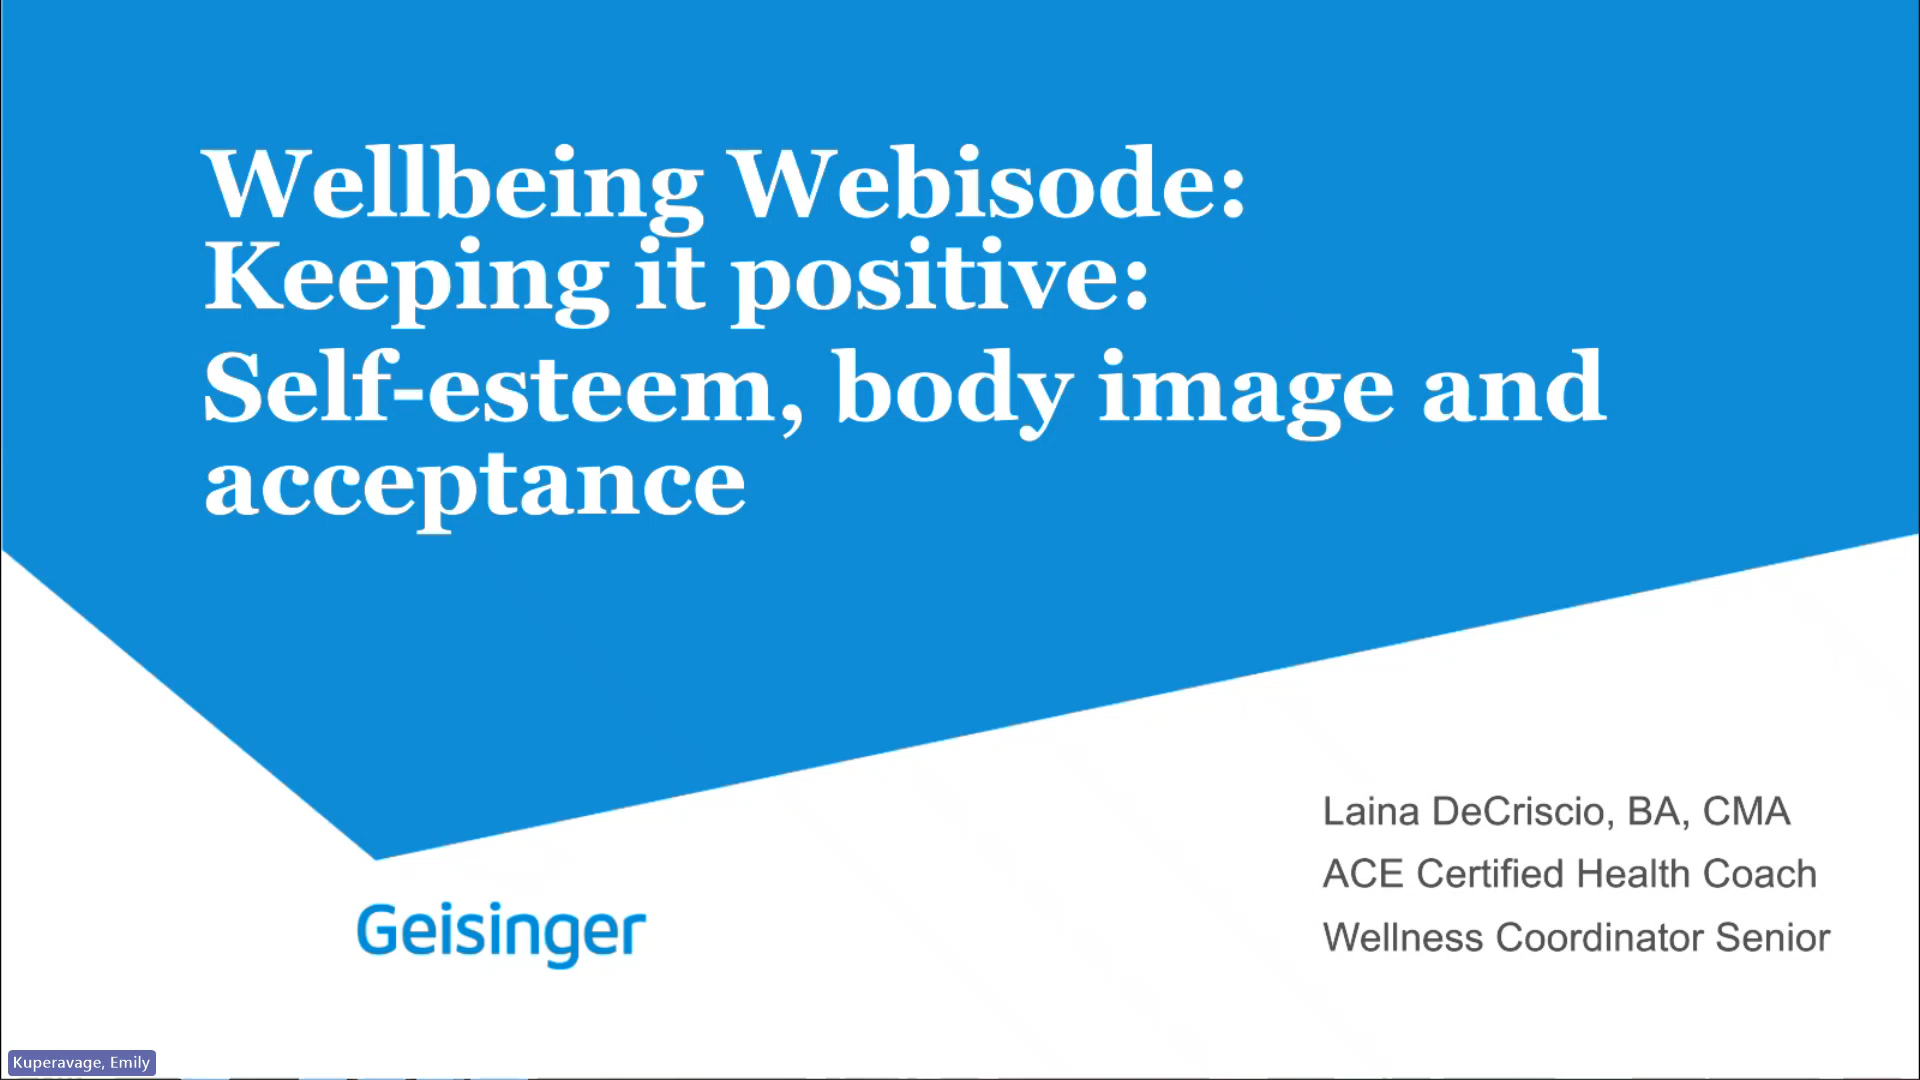 Wellbeing Webisode:
Keeping it positive:
Self-esteem, body image and
acceptance
Laina DeCriscio, BA, CMA
ACE Certified Health Coach
Wellness Coordinator Senior
Geisinger
Kuperavage, Emily